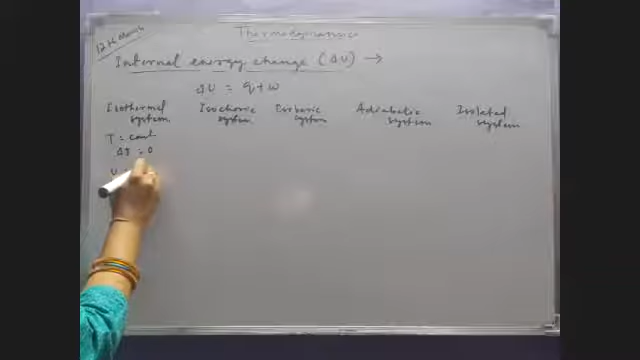 Thermodynamics
12th March
Internal energy change (ΔU) →
ΔU = q + w
Isothermal system Isochoric system Isobaric system Adiabatic system Isolated system
T = const
ΔT = 0
U